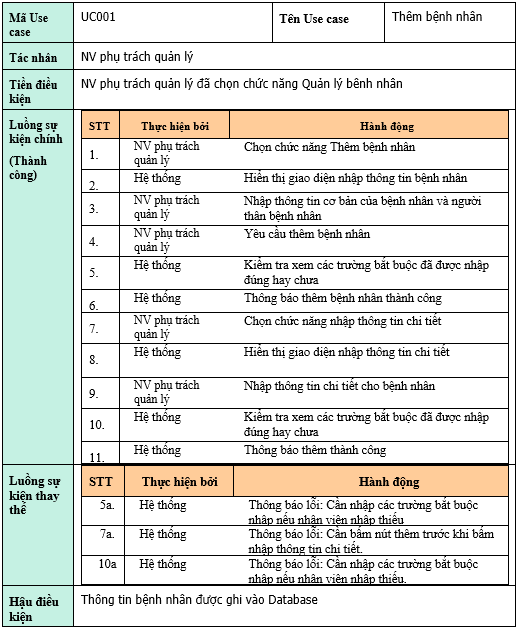 Mã Use case UC001 Tên Use case Thêm bệnh nhân
Tác nhân NV phụ trách quản lý
Tiền điều kiện NV phụ trách quản lý đã chọn chức năng Quản lý bênh nhân
Luồng sự kiện chính
(Thành công)
STT Thực hiện bởi Hành động
1. NV phụ trách quản lý Chọn chức năng Thêm bệnh nhân
2. Hệ thống Hiển thị giao diện nhập thông tin bệnh nhân
3. NV phụ trách quản lý Nhập thông tin cơ bản của bệnh nhân và người thân bệnh nhân
4. NV phụ trách quản lý Yêu cầu thêm bệnh nhân
5. Hệ thống Kiểm tra xem các trường bắt buộc đã được nhập đúng hay chưa
6. Hệ thống Thông báo thêm bệnh nhân thành công
7. NV phụ trách quản lý Chọn chức năng nhập thông tin chi tiết
8. Hệ thống Hiển thị giao diện nhập thông tin chi tiết
9. NV phụ trách quản lý Nhập thông tin chi tiết cho bệnh nhân
10. Hệ thống Kiểm tra xem các trường bắt buộc đã được nhập đúng hay chưa
11. Hệ thống Thông báo thêm thành công
Luồng sự kiện thay thế
STT Thực hiện bởi Hành động
5a. Hệ thống Thông báo lỗi: Cần nhập các trường bắt buộc nhập nếu nhân viên nhập thiếu
7a. Hệ thống Thông báo lỗi: Cần bấm nút thêm trước khi bấm nhập thông tin chi tiết.
10a Hệ thống Thông báo lỗi: Cần nhập các trường bắt buộc nhập nếu nhân viên nhập thiếu.
Hậu điều kiện Thông tin bệnh nhân được ghi vào Database